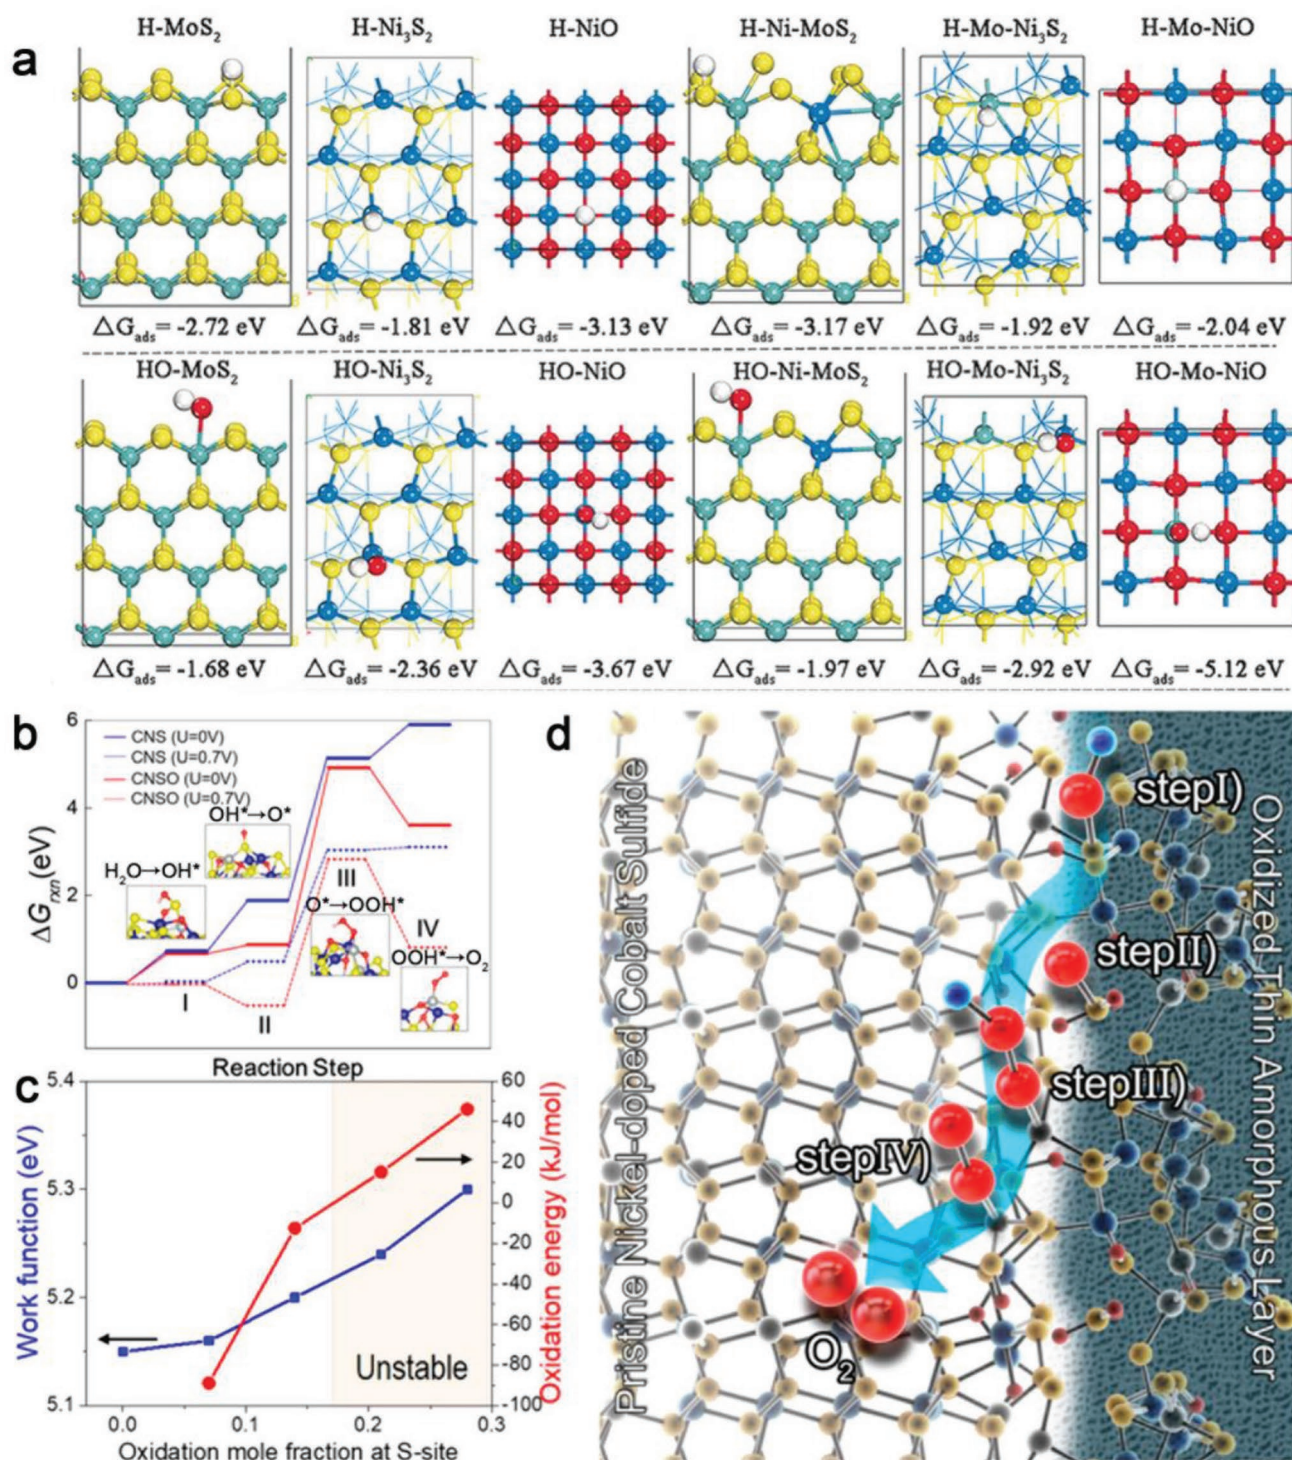 a
H-MoS2 H-Ni3S2 H-NiO H-Ni-MoS2 H-Mo-Ni3S2 H-Mo-NiO
ΔGads= -2.72 eV ΔGads= -1.81 eV ΔGads= -3.13 eV ΔGads= -3.17 eV ΔGads= -1.92 eV ΔGads= -2.04 eV
HO-MoS2 HO-Ni3S2 HO-NiO HO-Ni-MoS2 HO-Mo-Ni3S2 HO-Mo-NiO
ΔGads= -1.68 eV ΔGads= -2.36 eV ΔGads= -3.67 eV ΔGads= -1.97 eV ΔGads= -2.92 eV ΔGads= -5.12 eV
b
6
4
2
0
ΔGrxn(eV)
CNS (U=0V)
CNS (U=0.7V)
CNSO (U=0V)
CNSO (U=0.7V)
OH*→O*
H2O→OH*
III
O*→OOH*
IV
OOH*→O2
I
II
Reaction Step
c
5.4
5.3
5.2
5.1
Work function (eV)
60
40
20
0
-25
-40
-60
-80
-100
Oxidation energy (kJ/mol)
Unstable
0.0 0.1 0.2 0.3
Oxidation mole fraction at S-site
d
Pristine Nickel-doped Cobalt Sulfide
stepI)
stepII)
stepIII)
stepIV)
O2
Oxidized Thin Amorphous Layer